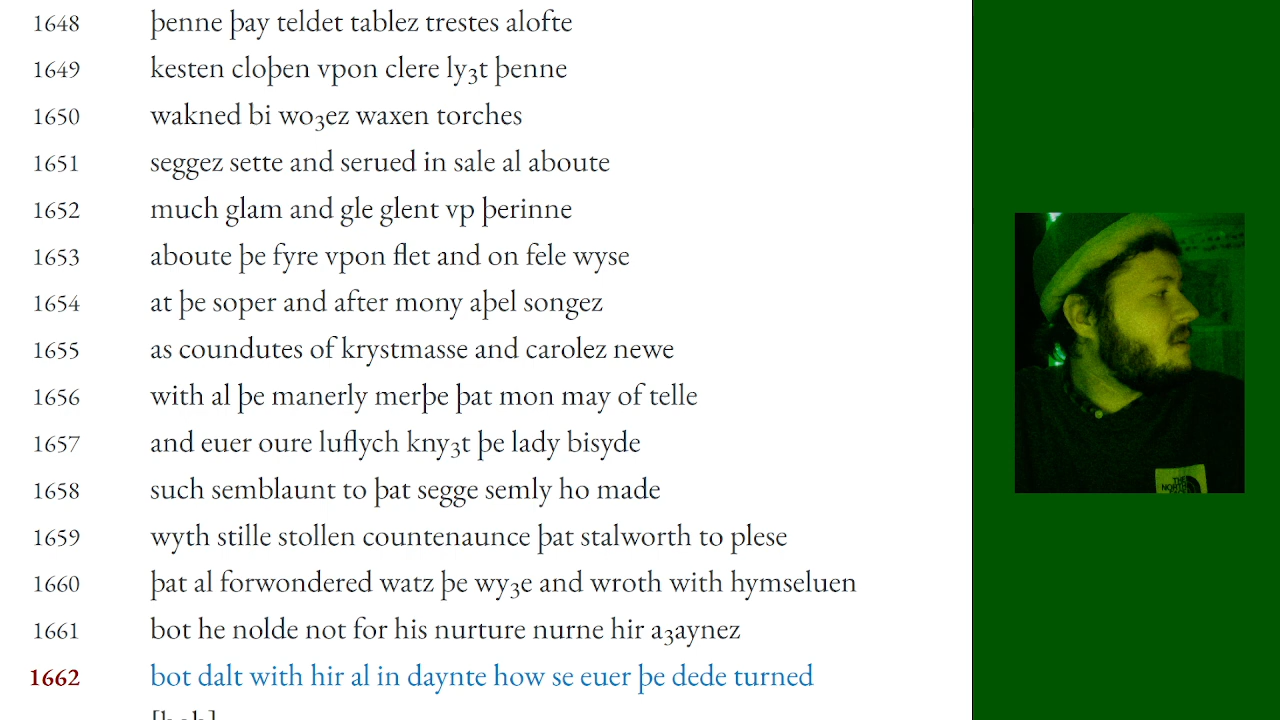 1648 þenne þay teldet tablez trestes alofte
1649 kesten cloþen vpon clere lyȝt þenne
1650 wakned bi woȝez waxen torches
1651 seggez sette and serued in sale al aboute
1652 much glam and gle glent vp þerinne
1653 aboute þe fyre vpon flet and on fele wyse
1654 at þe soper and after mony aþel songez
1655 as coundutes of krystmasse and carolez newe
1656 with al þe manerly merþe þat mon may of telle
1657 and euer oure luflych knyȝt þe lady bisyde
1658 such semblaunt to þat segge semly ho made
1659 wyth stille stollen countenaunce þat stalworth to plese
1660 þat al forwondered watz þe wyȝe and wroth with hymseluen
1661 bot he nolde not for his nurture nurne hir aȝaynez
1662 bot dalt with hir al in daynte how se euer þe dede turned
THE
NORTH